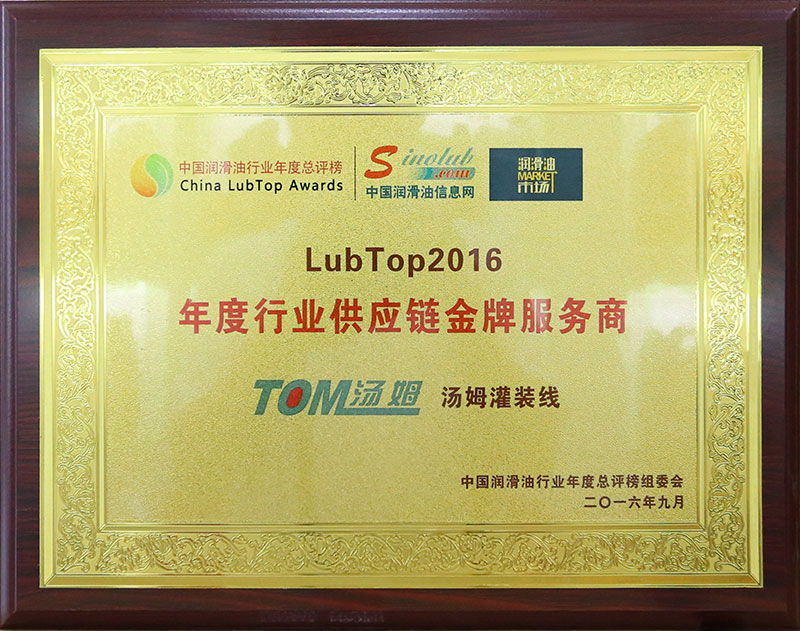 中国润滑油行业年度总评榜
China LubTop Awards
Sinolub
.com
中国润滑油信息网
润滑油
MARKET
市场
LubTop2016
年度行业供应链金牌服务商
TOM汤姆 汤姆灌装线
中国润滑油行业年度总评榜组委会
二〇一六年九月